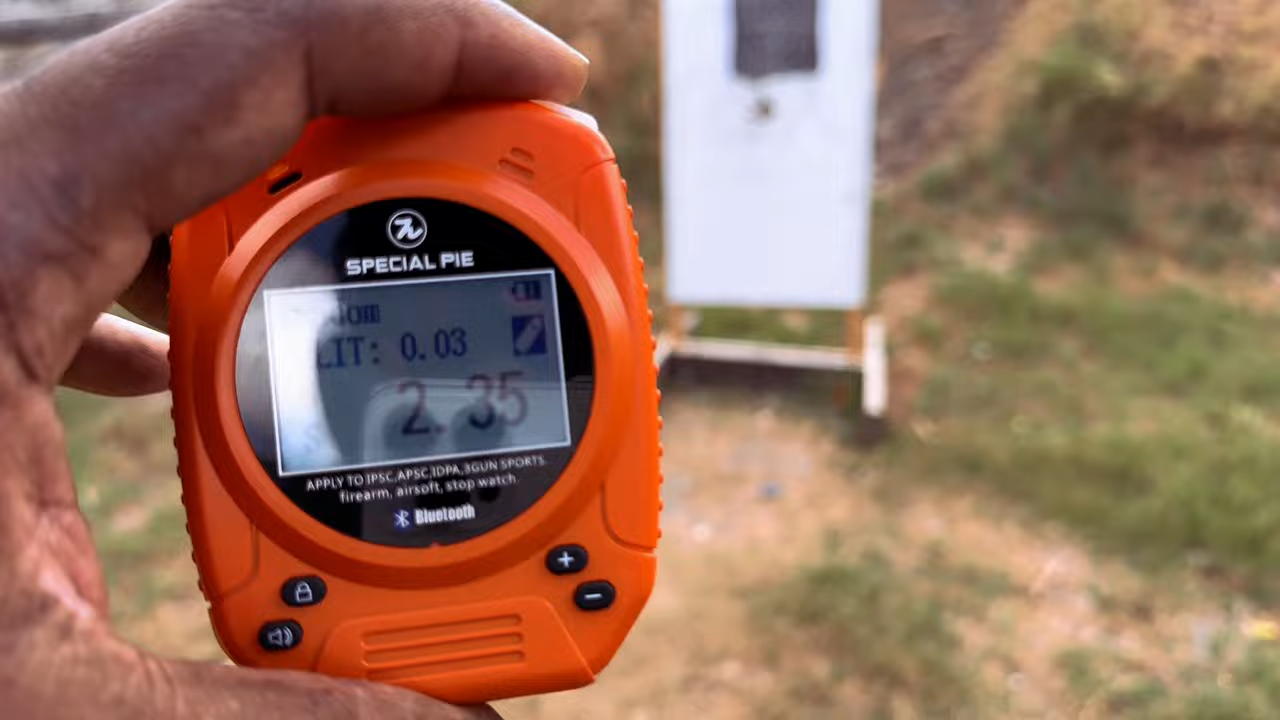 SPECIAL PIE
LIT: 0.03
2.35
APPLY TO IPSC,APSC,IDPA,3GUN SPORTS.
firearm, airsoft, stop watch
Bluetooth
+
-